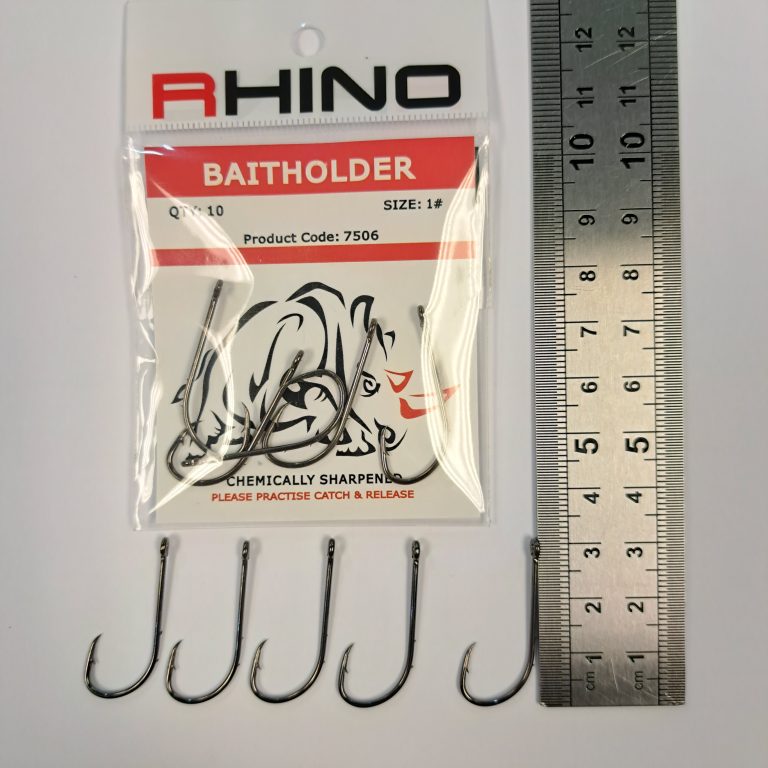 RHINO
BAITHOLDER
QTY: 10
SIZE: 1#
Product Code: 7506
CHEMICALLY SHARPENED
PLEASE PRACTISE CATCH & RELEASE
12 12
11 11
10 10
9 9
8 8
7 7
6 6
5 5
4 4
3 3
2 2
1 1
cm cm